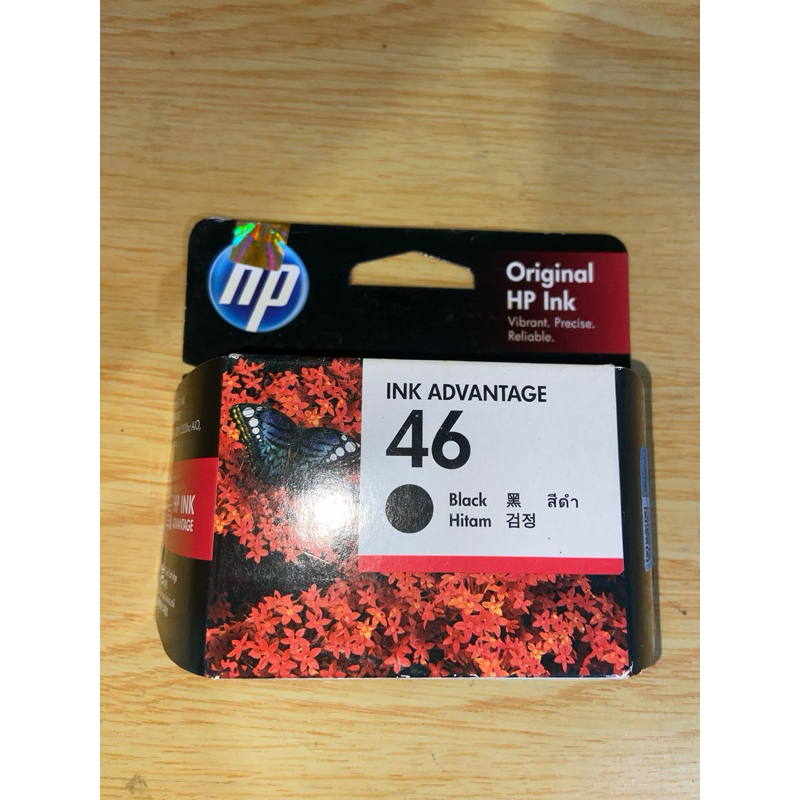 hp
Original
HP Ink
Vibrant. Precise.
Reliable.
INK ADVANTAGE
46
Black 黑 สีดำ
Hitam 검정
HP INK
ADVANTAGE